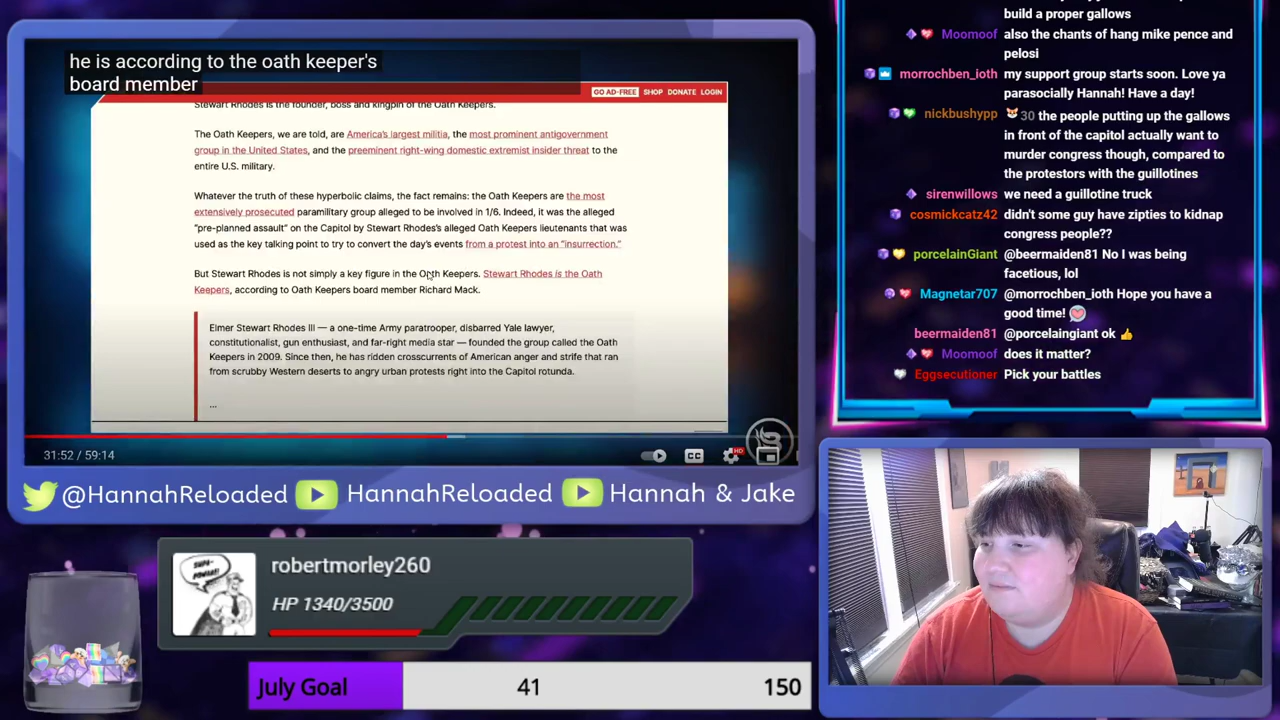 he is according to the oath keeper's
board member
GO AD-FREE SHOP DONATE LOGIN
Stewart Rhodes is the founder, boss and kingpin of the Oath Keepers.
The Oath Keepers, we are told, are America's largest militia, the most prominent antigovernment
group in the United States, and the preeminent right-wing domestic extremist insider threat to the
entire U.S. military.
Whatever the truth of these hyperbolic claims, the fact remains: the Oath Keepers are the most
extensively prosecuted paramilitary group alleged to be involved in 1/6. Indeed, it was the alleged
"pre-planned assault" on the Capitol by Stewart Rhodes's alleged Oath Keepers lieutenants that was
used as the key talking point to try to convert the day's events from a protest into an "insurrection."
But Stewart Rhodes is not simply a key figure in the Oath Keepers. Stewart Rhodes is the Oath
Keepers, according to Oath Keepers board member Richard Mack.
Elmer Stewart Rhodes III — a one-time Army paratrooper, disbarred Yale lawyer,
constitutionalist, gun enthusiast, and far-right media star — founded the group called the Oath
Keepers in 2009. Since then, he has ridden crosscurrents of American anger and strife that ran
from scrubby Western deserts to angry urban protests right into the Capitol rotunda.
...
31:52 / 59:14
CC
HD
@HannahReloaded HannahReloaded Hannah & Jake
robertmorley260
HP 1340/3500
July Goal 41 150
build a proper gallows
Moomoof also the chants of hang mike pence and
pelosi
morrochben_ioth my support group starts soon. Love ya
parasocially Hannah! Have a day!
nickbushypp 30 the people putting up the gallows
in front of the capitol actually want to
murder congress though, compared to
the protestors with the guillotines
sirenwillows we need a guillotine truck
cosmickatz42 didn't some guy have zipties to kidnap
congress people??
porcelainGiant @beermaiden81 No I was being
facetious, lol
Magnetar707 @morrochben_ioth Hope you have a
good time!
beermaiden81 @porcelaingiant ok 👍
Moomoof does it matter?
Eggsecutioner Pick your battles